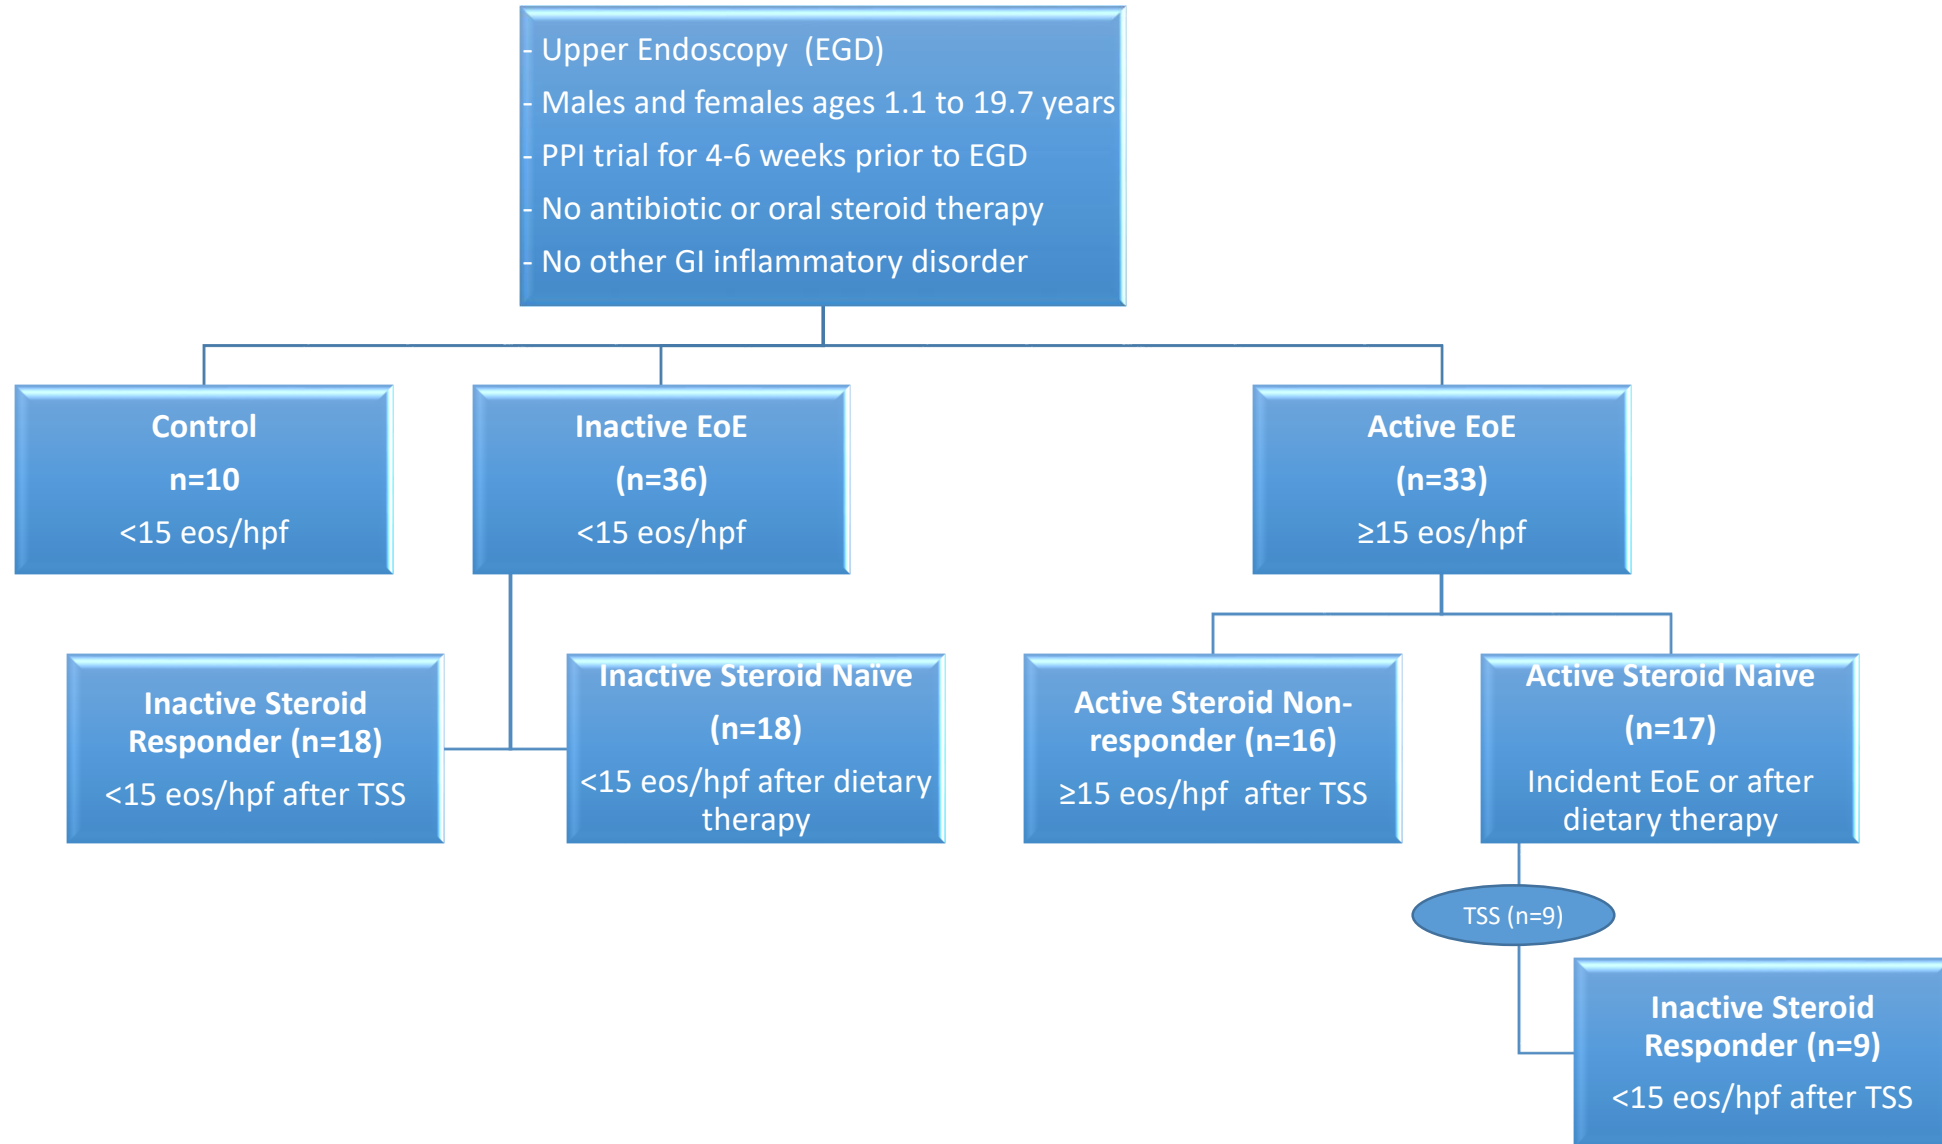 - Upper Endoscopy  (EGD)
- Males and females ages 1.1 to 19.7 years
- PPI trial for 4-6 weeks prior to EGD
- No antibiotic or oral steroid therapy
- No other GI inflammatory disorder
Control
n=10
<15 eos/hpf
Inactive EoE
(n=36)
<15 eos/hpf
Active EoE
(n=33)
≥15 eos/hpf
Inactive Steroid
Responder (n=18)
<15 eos/hpf after TSS
Inactive Steroid Naïve
(n=18)
<15 eos/hpf after dietary
therapy
Active Steroid Non-
responder (n=16)
≥15 eos/hpf  after TSS
Active Steroid Naive
(n=17)
Incident EoE or after
dietary therapy
TSS (n=9)
Inactive Steroid
Responder (n=9)
<15 eos/hpf after TSS